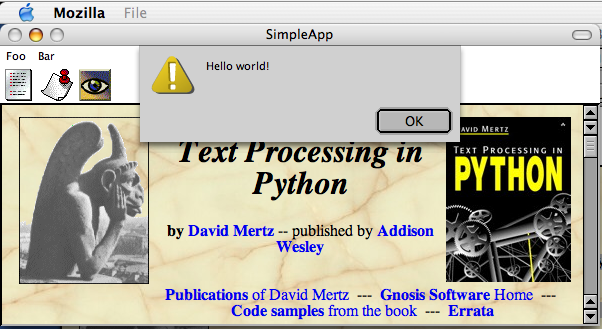 Mozilla File
SimpleApp
Foo Bar
Hello world!
OK
Text Processing in
Python
by David Mertz -- published by Addison
Wesley
Publications of David Mertz --- Gnosis Software Home ---
Code samples from the book --- Errata
DAVID MERTZ
TEXT PROCESSING IN
PYTHON